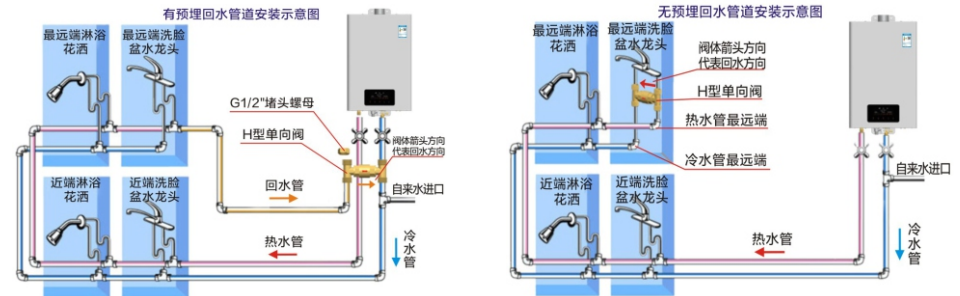 有预埋回水管道安装示意图
最远端淋浴
花洒
最远端洗脸
盆水龙头
G1/2"堵头螺母
H型单向阀
阀体箭头方向
代表回水方向
自来水进口
回水管
近端淋浴
花洒
近端洗脸
盆水龙头
热水管
冷水管
无预埋回水管道安装示意图
最远端淋浴
花洒
最远端洗脸
盆水龙头
阀体箭头方向
代表回水方向
H型单向阀
热水管最远端
冷水管最远端
自来水进口
近端淋浴
花洒
近端洗脸
盆水龙头
热水管
冷水管